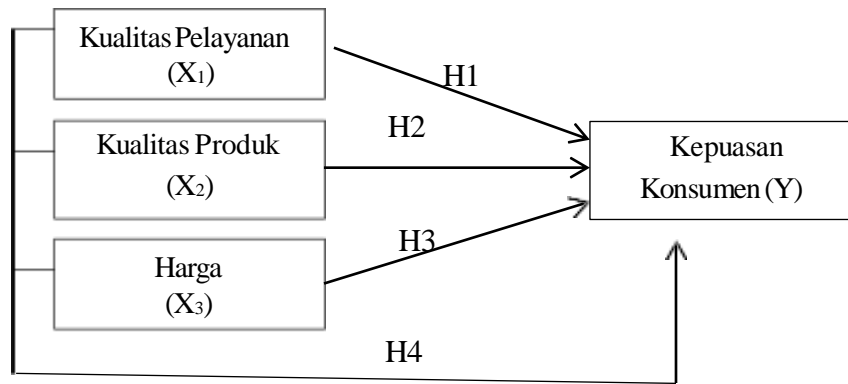 Kualitas Pelayanan
(X₁)
H1
H2
Kualitas Produk
(X₂)
Kepuasan
Konsumen (Y)
H3
Harga
(X₃)
H4